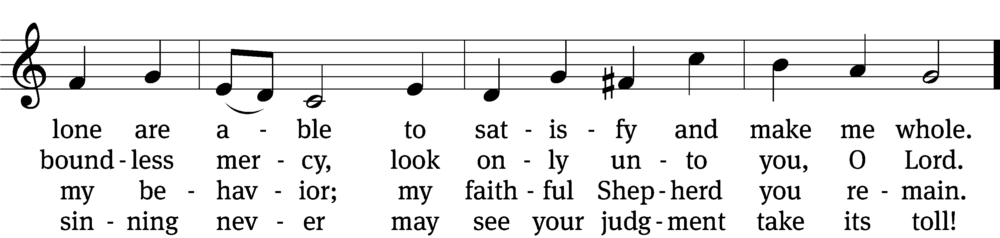 lone are a - ble to sat - is - fy and make me whole.
bound - less mer - cy, look on - ly un - to you, O Lord.
my be - hav - ior; my faith - ful Shep - herd you re - main.
sin - ning nev - er may see your judg - ment take its toll!